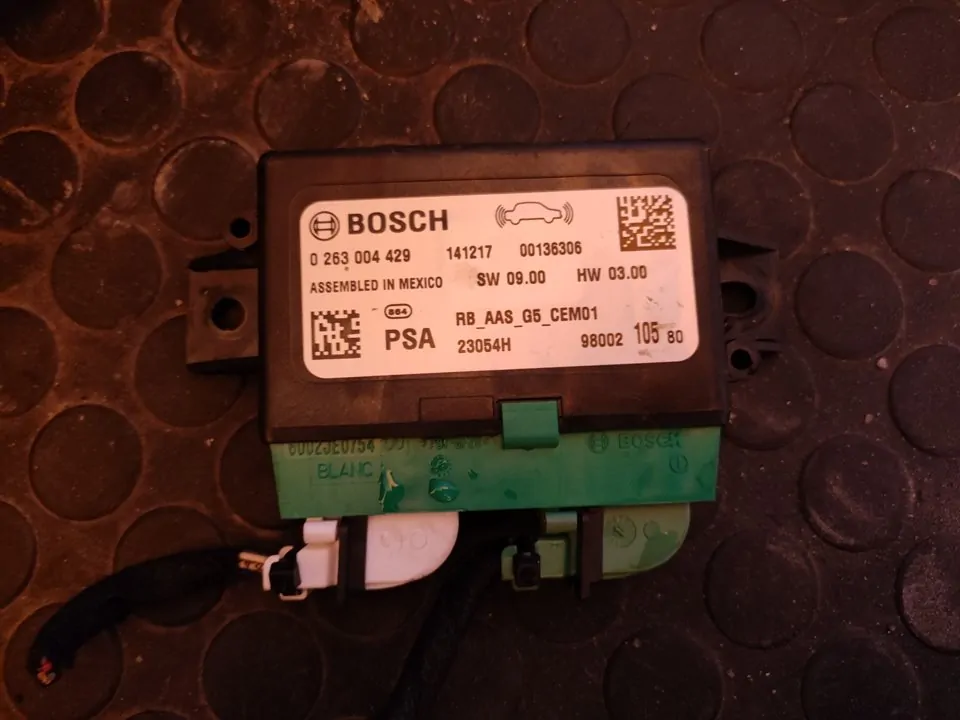 BOSCH
0 263 004 429 141217 00136306
ASSEMBLED IN MEXICO SW 09.00 HW 03.00
864
PSA RB_AAS_G5_CEM01
23054H 98002 105 80
BOSCH
BLANC